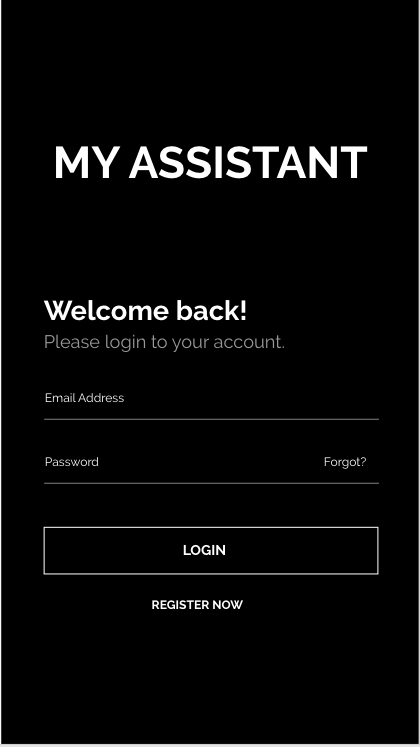 MY ASSISTANT
Welcome back!
Please login to your account.
Email Address
Password Forgot?
LOGIN
REGISTER NOW